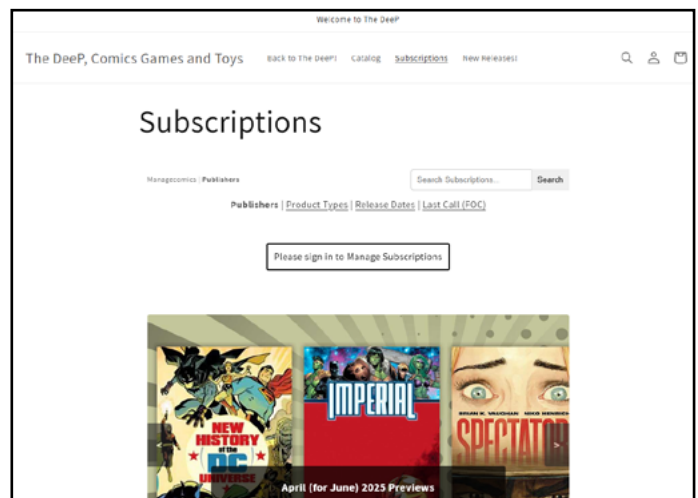 Welcome to The DeeP
The DeeP, Comics Games and Toys
Back to The DeeP!
Catalog
Subscriptions
New Releases!
Subscriptions
Managecomics | Publishers
Search Subscriptions...
Search
Publishers | Product Types | Release Dates | Last Call (FOC)
Please sign in to Manage Subscriptions
NEW
HISTORY
of the
DC
UNIVERSE
IMPERIAL
BRIAN K. VAUGHAN NIKO HENRICHON
SPECTATOR
<
>
April (for June) 2025 Previews